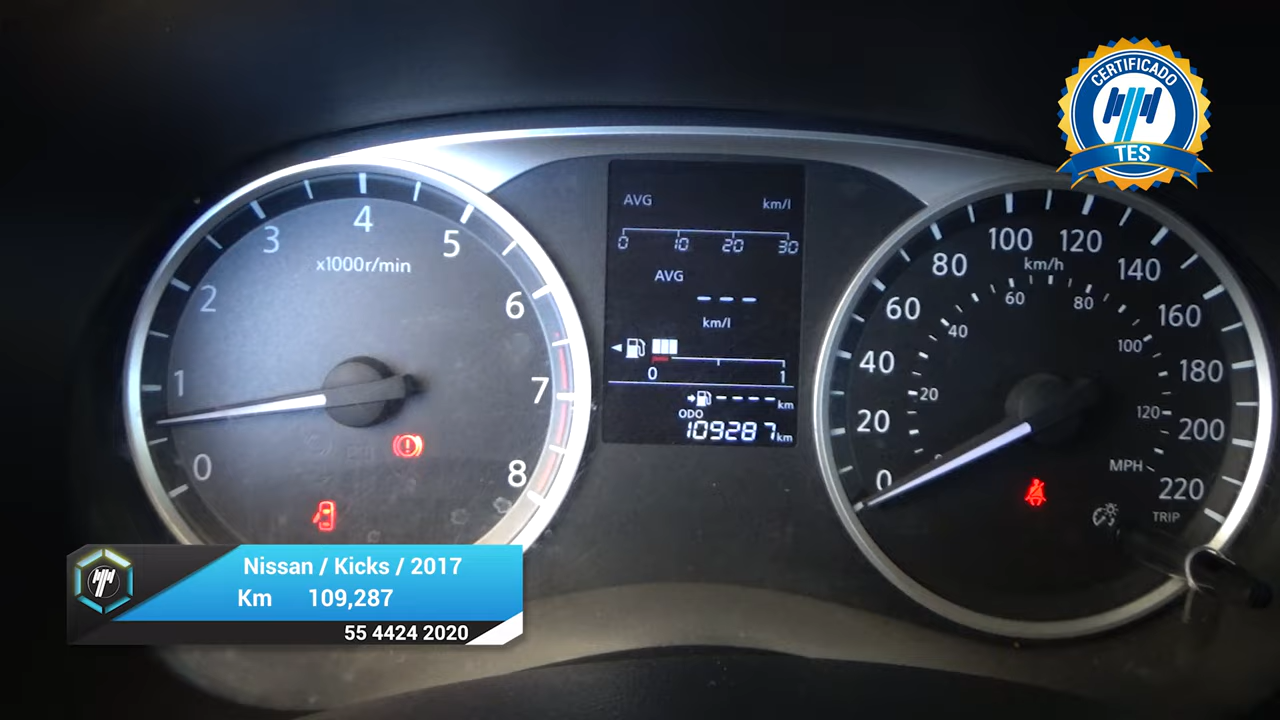 CERTIFICADO
TES
0
1
2
3
4
5
6
7
8
x1000r/min
AVG km/l
0 10 20 30
AVG
---
km/l
0 1
---- km
ODO
109287 km
0
20
40
60
80
100
120
140
160
180
200
220
km/h
20
40
60
80
100
120
MPH
TRIP
Nissan / Kicks / 2017
Km 109,287
55 4424 2020